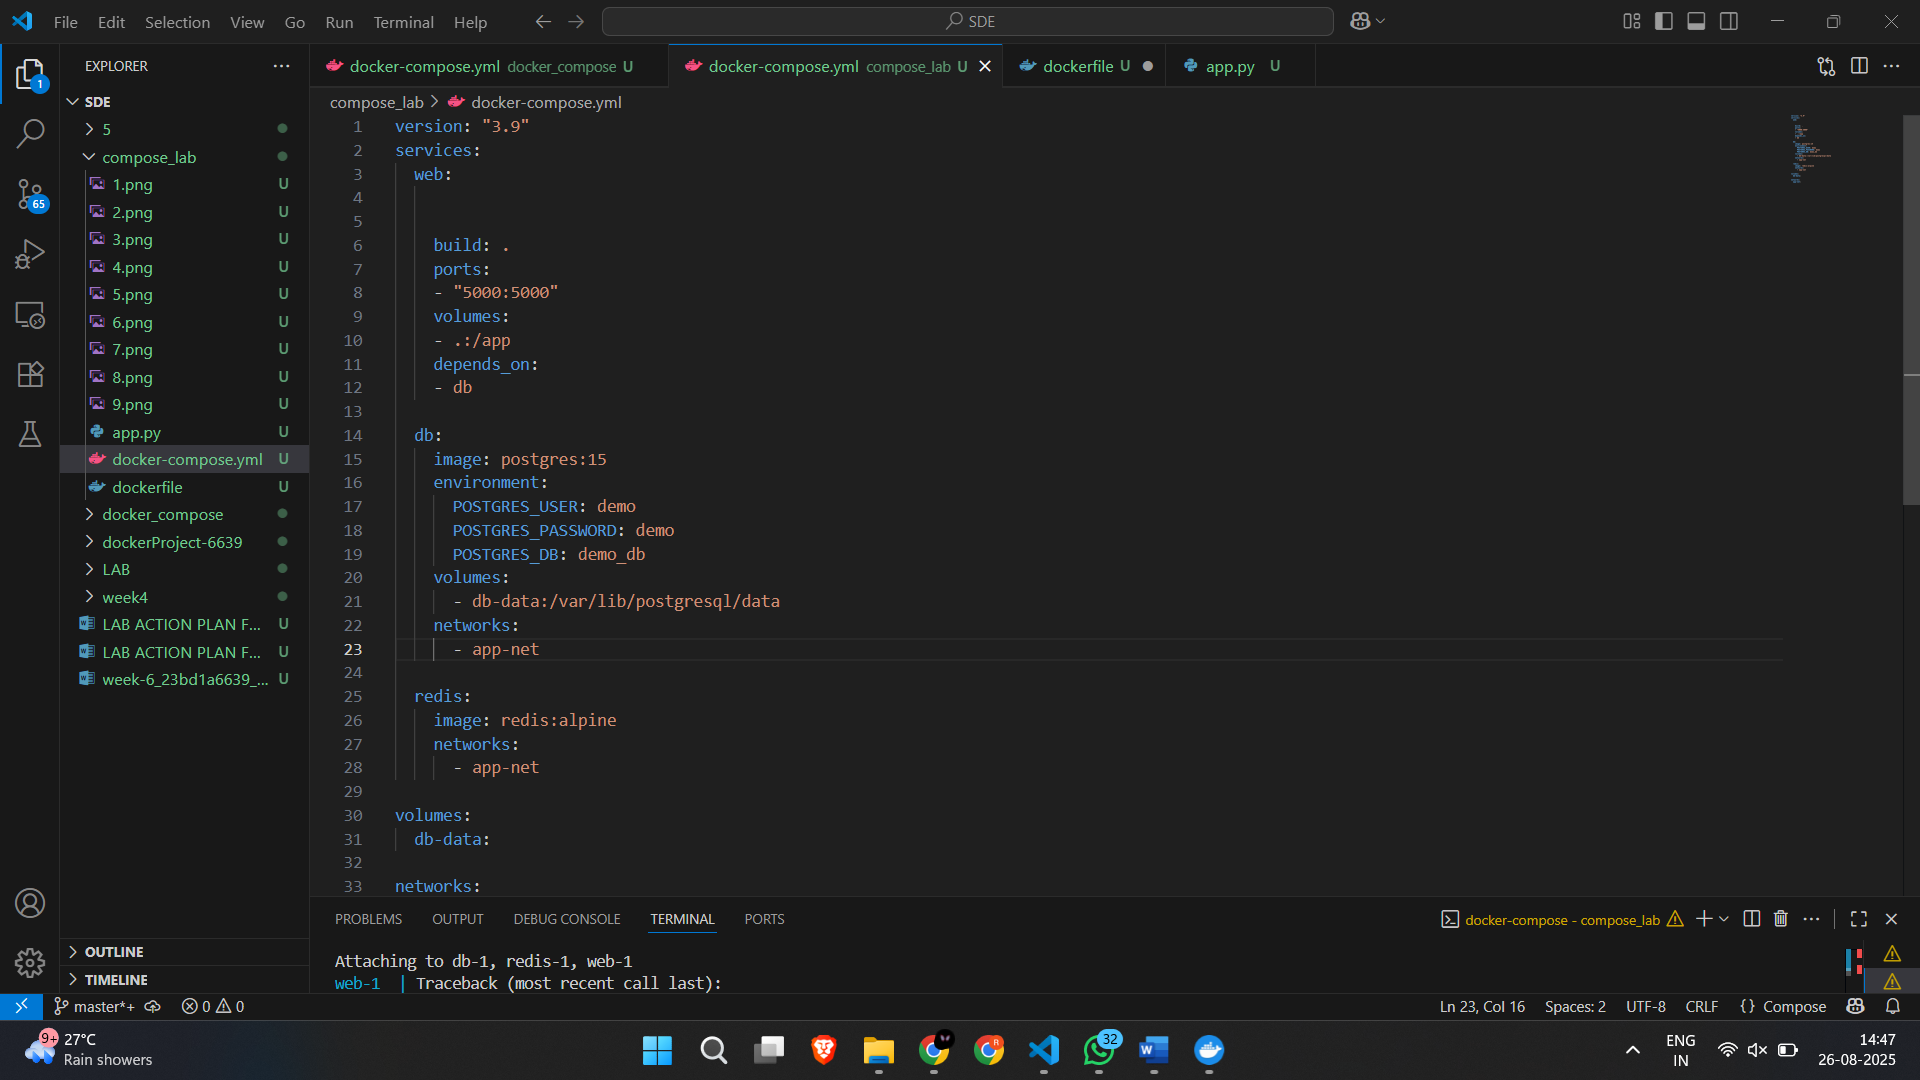 File Edit Selection View Go Run Terminal Help
SDE
EXPLORER
SDE
5
compose_lab
1.png U
2.png U
3.png U
4.png U
5.png U
6.png U
7.png U
8.png U
9.png U
app.py U
docker-compose.yml U
dockerfile U
docker_compose
dockerProject-6639
LAB
week4
LAB ACTION PLAN F... U
LAB ACTION PLAN F... U
week-6_23bd1a6639_... U
OUTLINE
TIMELINE
1
65
docker-compose.yml docker_compose U
docker-compose.yml compose_lab U
dockerfile U
app.py U
compose_lab > docker-compose.yml
1 version: "3.9"
2 services:
3 web:
4
5
6 build: .
7 ports:
8 - "5000:5000"
9 volumes:
10 - .:/app
11 depends_on:
12 - db
13
14 db:
15 image: postgres:15
16 environment:
17 POSTGRES_USER: demo
18 POSTGRES_PASSWORD: demo
19 POSTGRES_DB: demo_db
20 volumes:
21 - db-data:/var/lib/postgresql/data
22 networks:
23 - app-net
24
25 redis:
26 image: redis:alpine
27 networks:
28 - app-net
29
30 volumes:
31 db-data:
32
33 networks:
PROBLEMS OUTPUT DEBUG CONSOLE TERMINAL PORTS
docker-compose - compose_lab
Attaching to db-1, redis-1, web-1
web-1 | Traceback (most recent call last):
master*+ 0 0
Ln 23, Col 16 Spaces: 2 UTF-8 CRLF {} Compose
9+
27°C
Rain showers
32
ENG
IN
14:47
26-08-2025